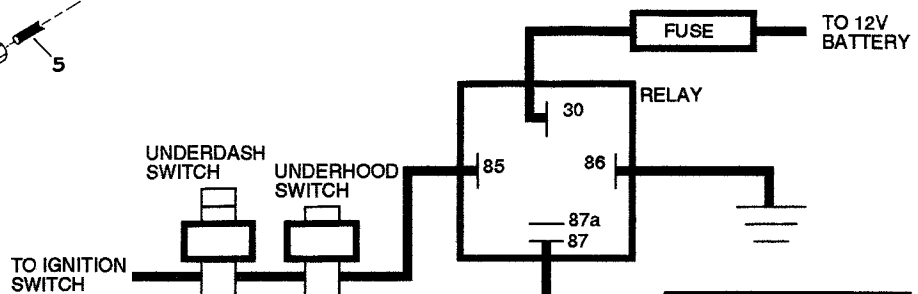 5
FUSE
TO 12V
BATTERY
RELAY
30
85
86
87a
87
UNDERDASH
SWITCH
UNDERHOOD
SWITCH
TO IGNITION
SWITCH